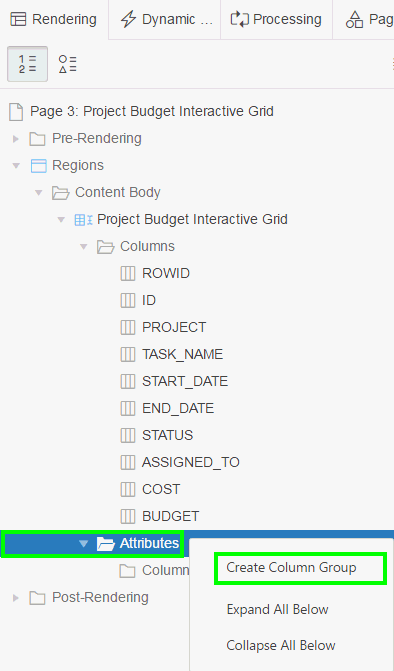 Rendering Dynamic ... Processing Pag
Page 3: Project Budget Interactive Grid
Pre-Rendering
Regions
Content Body
Project Budget Interactive Grid
Columns
ROWID
ID
PROJECT
TASK_NAME
START_DATE
END_DATE
STATUS
ASSIGNED_TO
COST
BUDGET
Attributes
Create Column Group
Column
Expand All Below
Post-Rendering
Collapse All Below